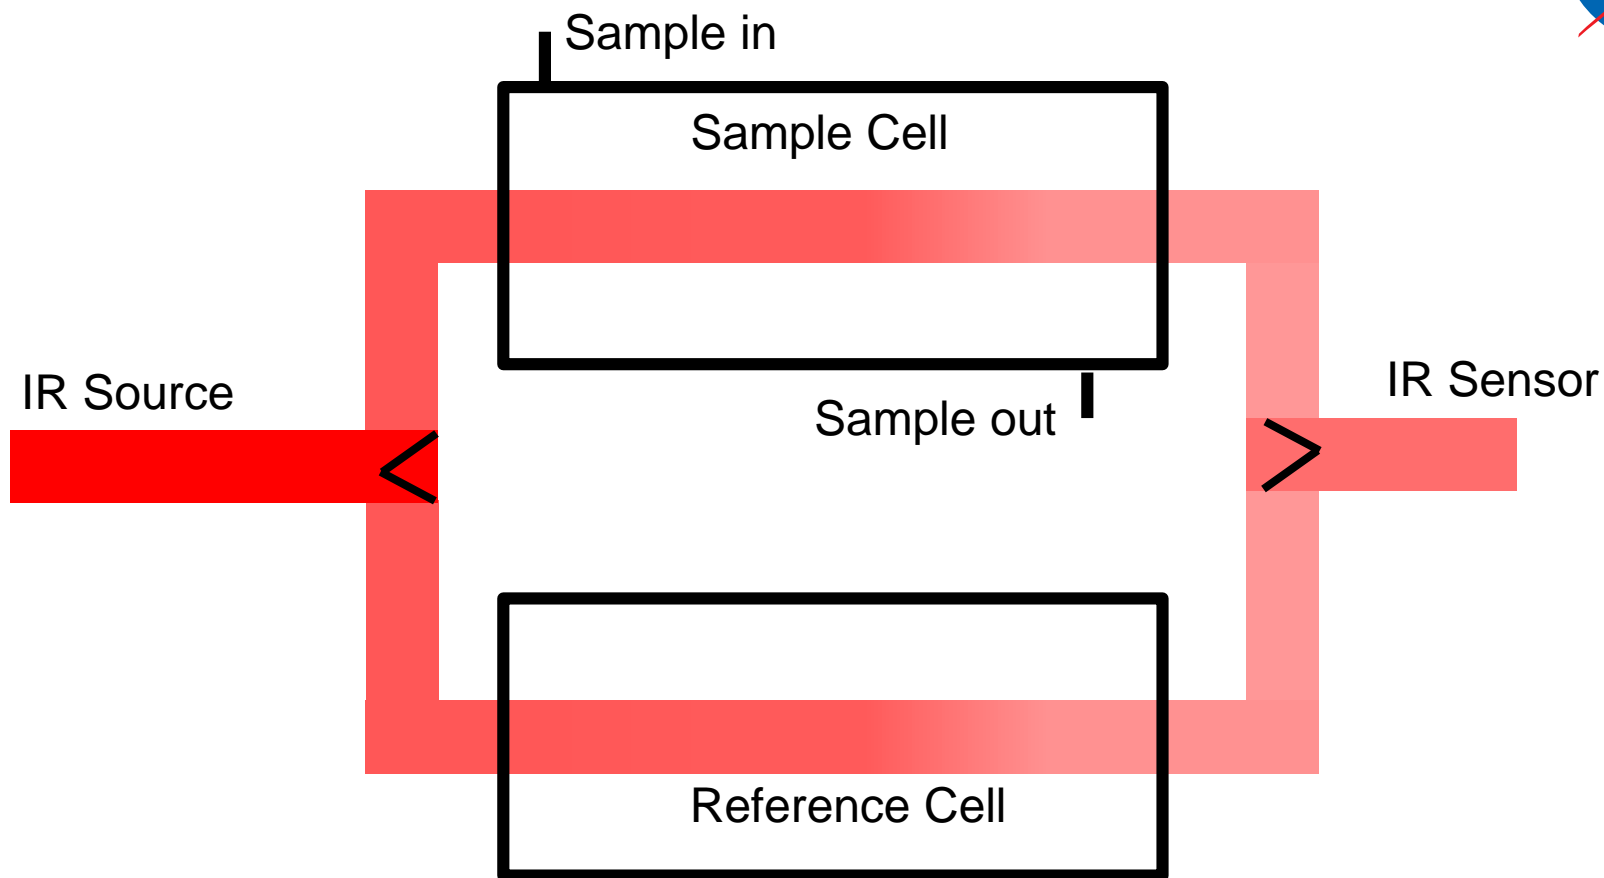 Sample in
Sample Cell
IR Source
IR Sensor
Sample out
Reference Cell